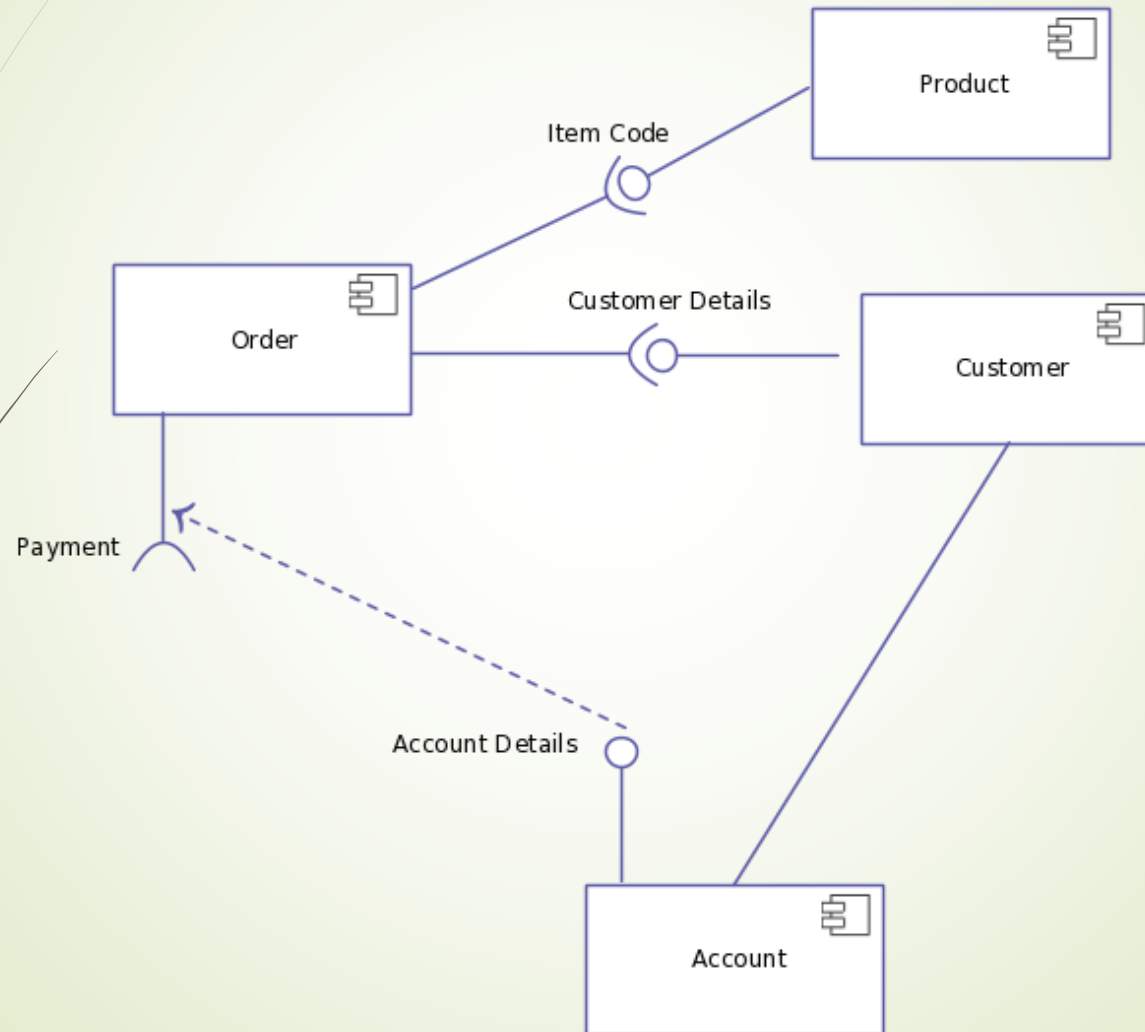 Product
Item Code
Customer Details
Order
Customer
Payment
Account Details
Account